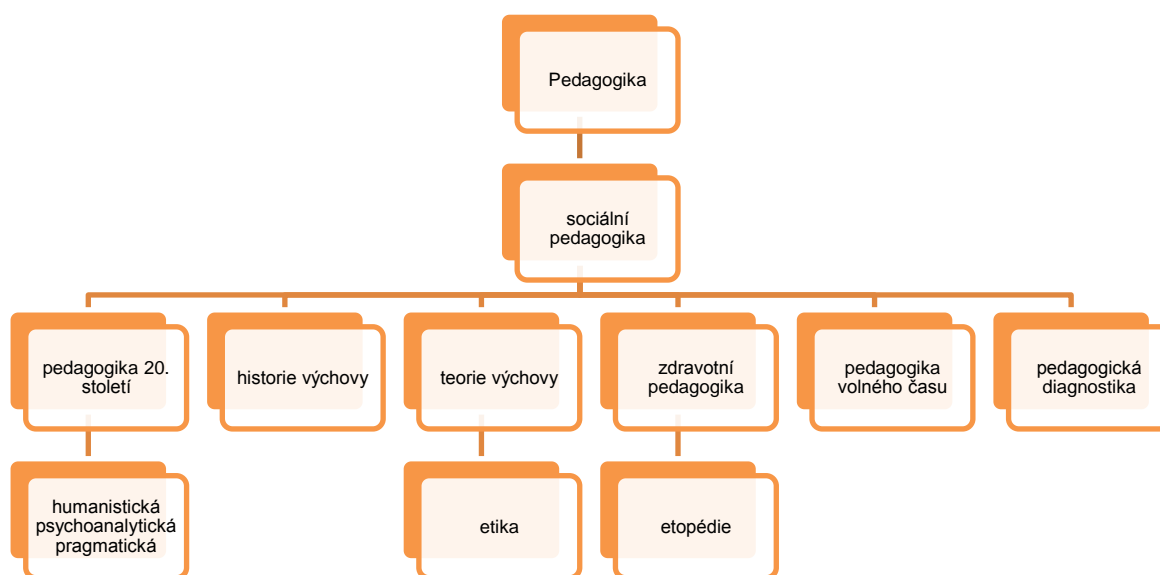 Pedagogika
sociální
pedagogika
pedagogika 20.
století
historie výchovy
teorie výchovy
zdravotní
pedagogika
pedagogika
volného času
pedagogická
diagnostika
humanistická
psychoanalytická
pragmatická
etika
etopédie